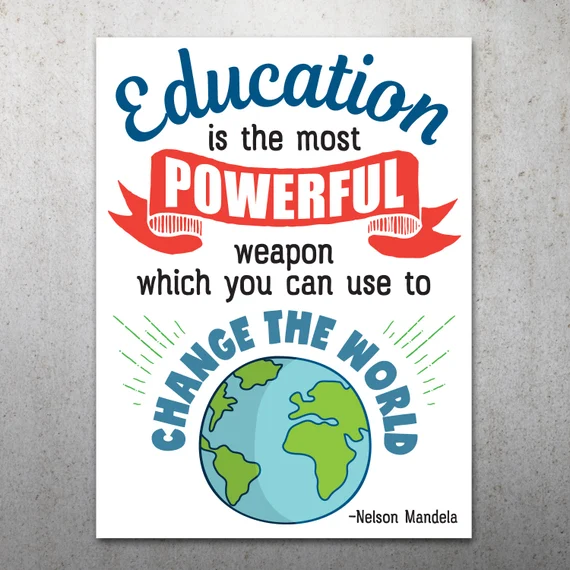 Education
is the most
POWERFUL
weapon
which you can use to
CHANGE THE WORLD
-Nelson Mandela